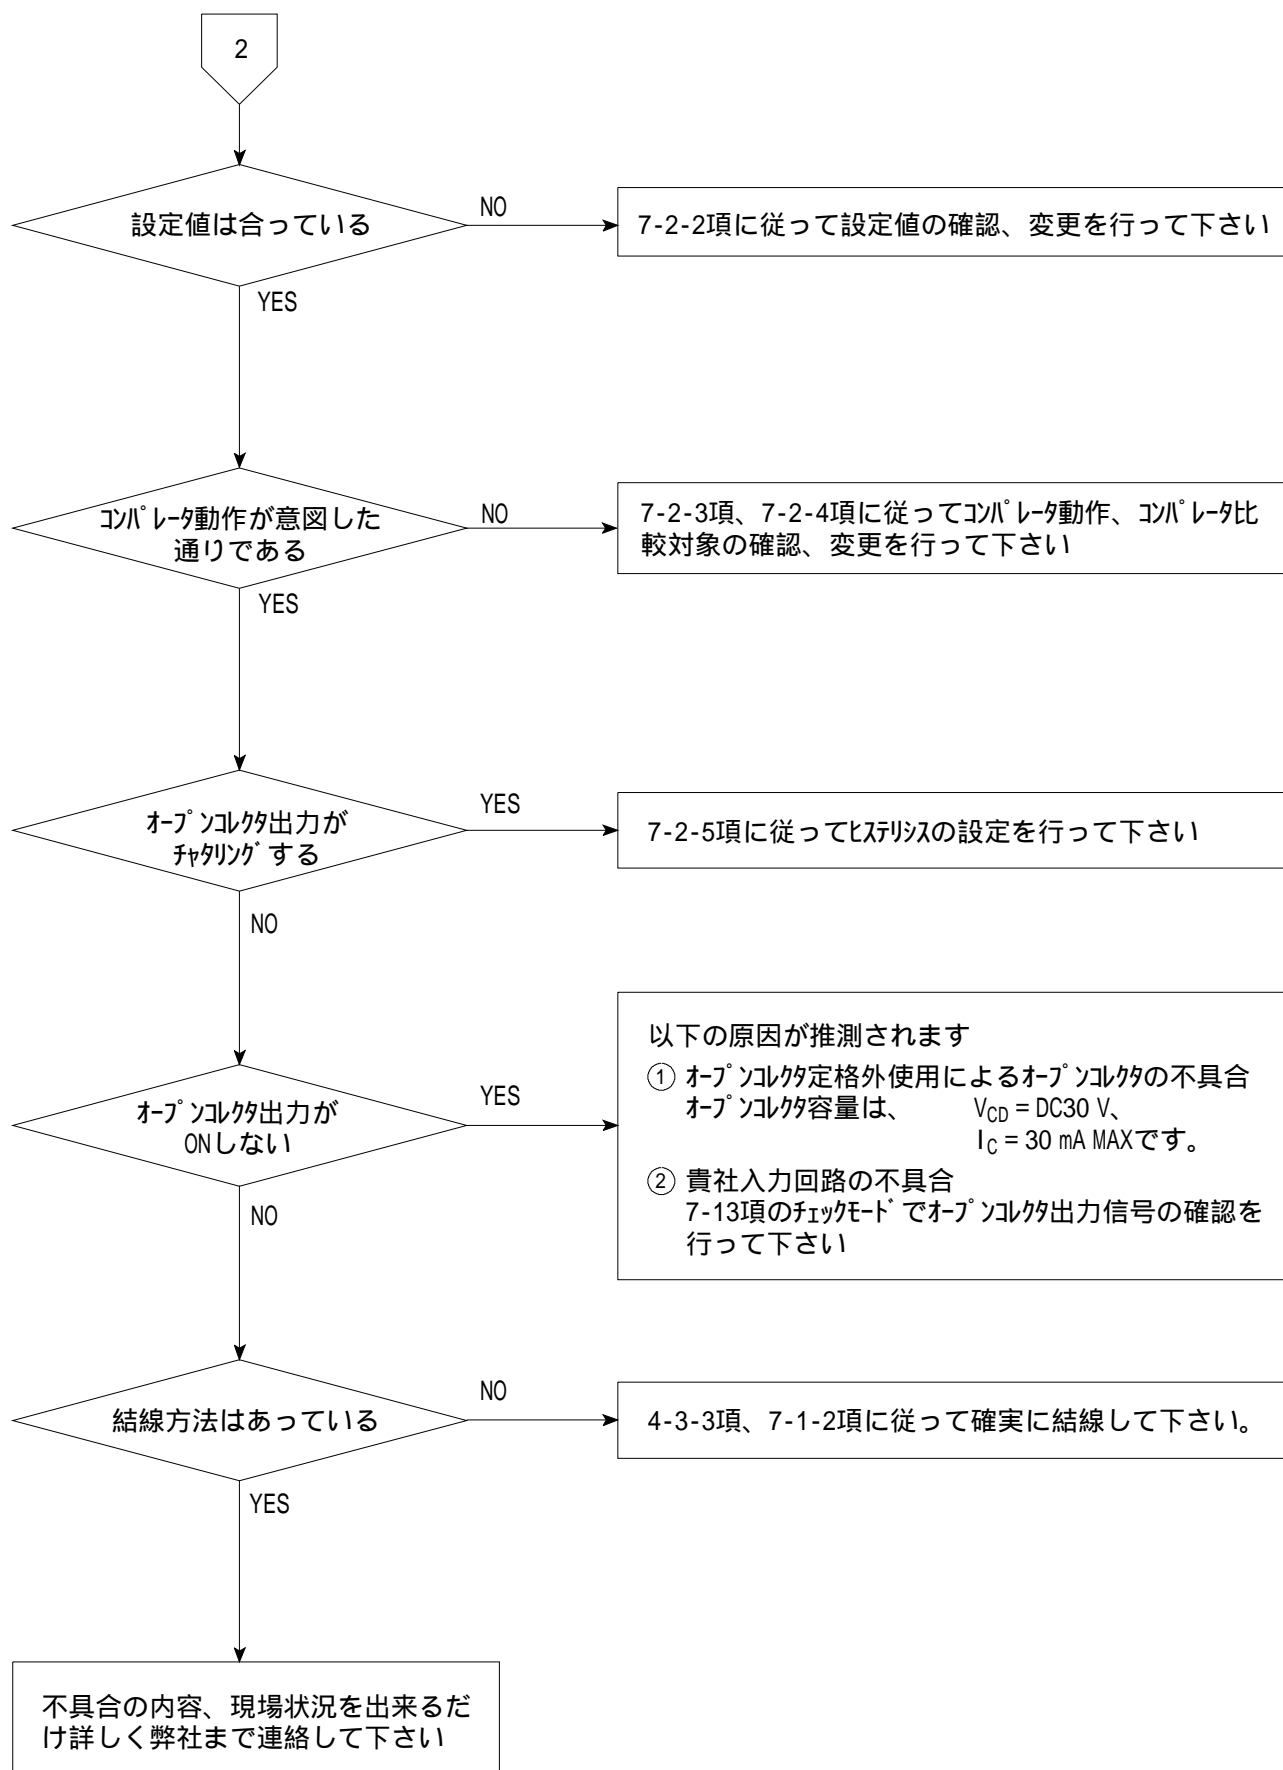 2
設定値は合っている
NO
7-2-2項に従って設定値の確認、変更を行って下さい
YES
コンパレータ動作が意図した
通りである
NO
7-2-3項、7-2-4項に従ってコンパレータ動作、コンパレータ比
較対象の確認、変更を行って下さい
YES
オープンコレクタ出力が
チャタリングする
YES
7-2-5項に従ってヒステリシスの設定を行って下さい
NO
オープンコレクタ出力が
ONしない
YES
以下の原因が推測されます
① オープンコレクタ定格外使用によるオープンコレクタの不具合
オープンコレクタ容量は、 VCD = DC30 V、
IC = 30 mA MAXです。
② 貴社入力回路の不具合
7-13項のチェックモードでオープンコレクタ出力信号の確認を
行って下さい
NO
結線方法はあっている
NO
4-3-3項、7-1-2項に従って確実に結線して下さい。
YES
不具合の内容、現場状況を出来るだ
け詳しく弊社まで連絡して下さい